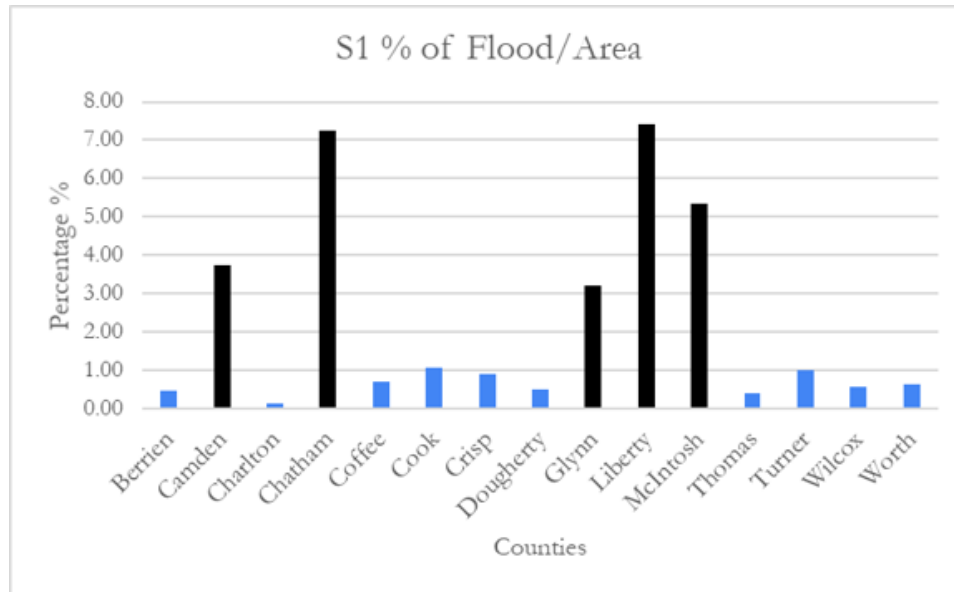 S1 % of Flood/Area
8.00
7.00
6.00
5.00
4.00
3.00
2.00
1.00
0.00
Percentage %
Berrien
Camden
Charlton
Chatham
Coffee
Cook
Crisp
Dougherty
Glynn
Liberty
McIntosh
Thomas
Turner
Wilcox
Worth
Counties